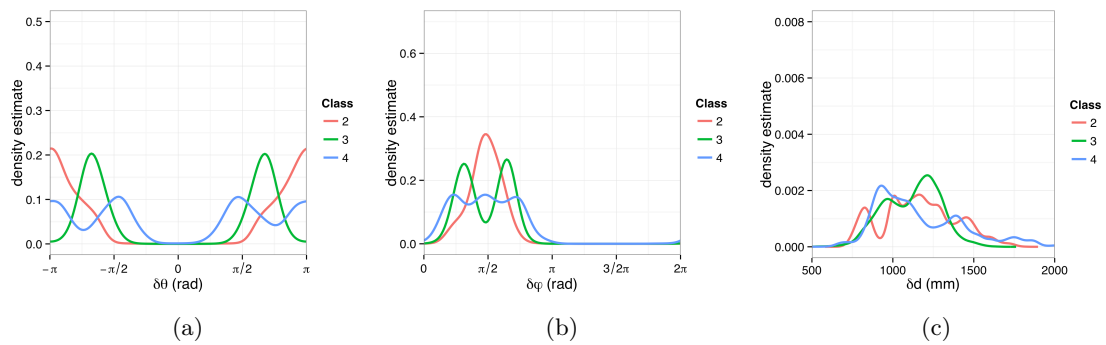 density estimate
0.5
0.4
0.3
0.2
0.1
0.0
−π
−π/2
0
π/2
π
δθ (rad)
Class
2
3
4
(a)
density estimate
0.6
0.4
0.2
0.0
0
π/2
π
3/2π
2π
δφ (rad)
Class
2
3
4
(b)
density estimate
0.008
0.006
0.004
0.002
0.000
500
1000
1500
2000
δd (mm)
Class
2
3
4
(c)